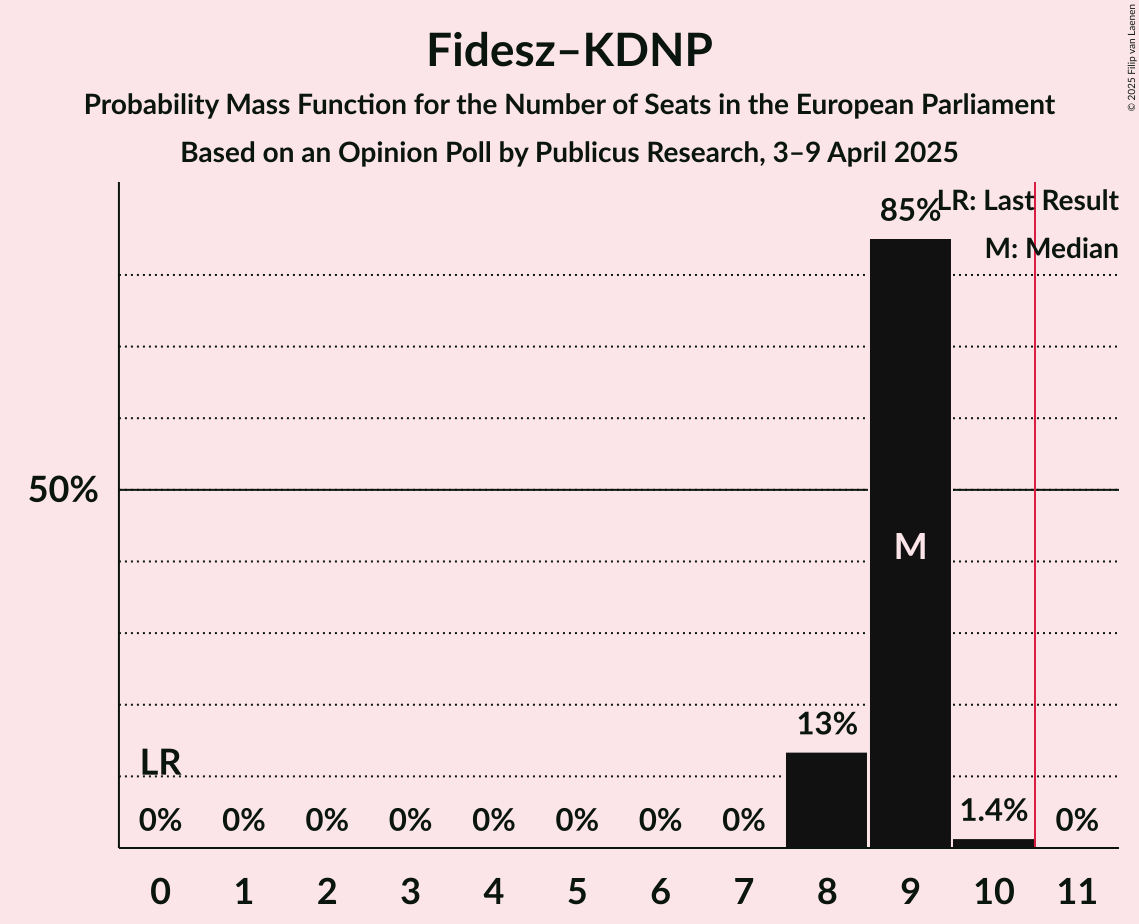 Fidesz–KDNP
Probability Mass Function for the Number of Seats in the European Parliament
Based on an Opinion Poll by Publicus Research, 3–9 April 2025
© 2025 Filip van Laenen
LR: Last Result
M: Median
85%
50%
M
13%
LR
0% 0% 0% 0% 0% 0% 0% 0% 1.4% 0%
0 1 2 3 4 5 6 7 8 9 10 11